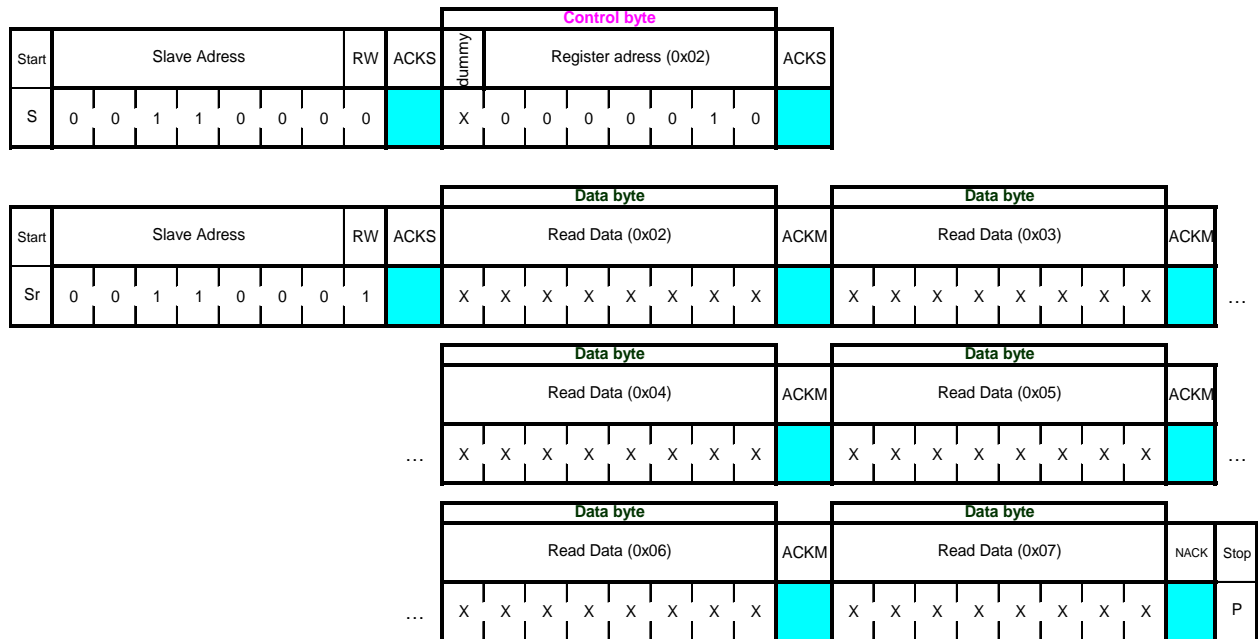 Control byte
Start Slave Adress RW ACKS dummy Register adress (0x02) ACKS
S 0 0 1 1 0 0 0 0 X 0 0 0 0 0 1 0
Data byte Data byte
Start Slave Adress RW ACKS Read Data (0x02) ACKM Read Data (0x03) ACKM
Sr 0 0 1 1 0 0 0 1 X X X X X X X X X X X X X X X X …
Data byte Data byte
Read Data (0x04) ACKM Read Data (0x05) ACKM
… X X X X X X X X X X X X X X X X …
Data byte Data byte
Read Data (0x06) ACKM Read Data (0x07) NACK Stop
… X X X X X X X X X X X X X X X X P